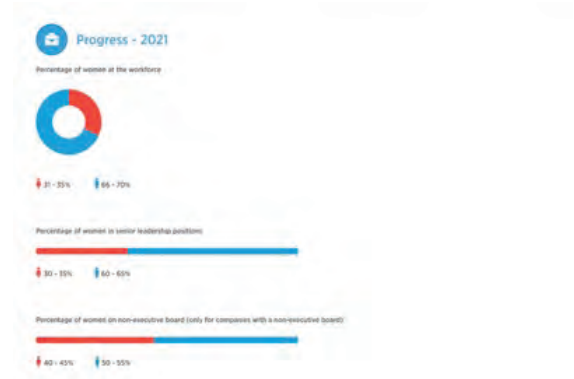 Progress - 2021
Percentage of women at the workforce
31 - 35% 66 - 70%
Percentage of women in senior leadership positions
30 - 35% 60 - 65%
Percentage of women on non-executive board (only for companies with a non-executive board)
40 - 45% 50 - 55%